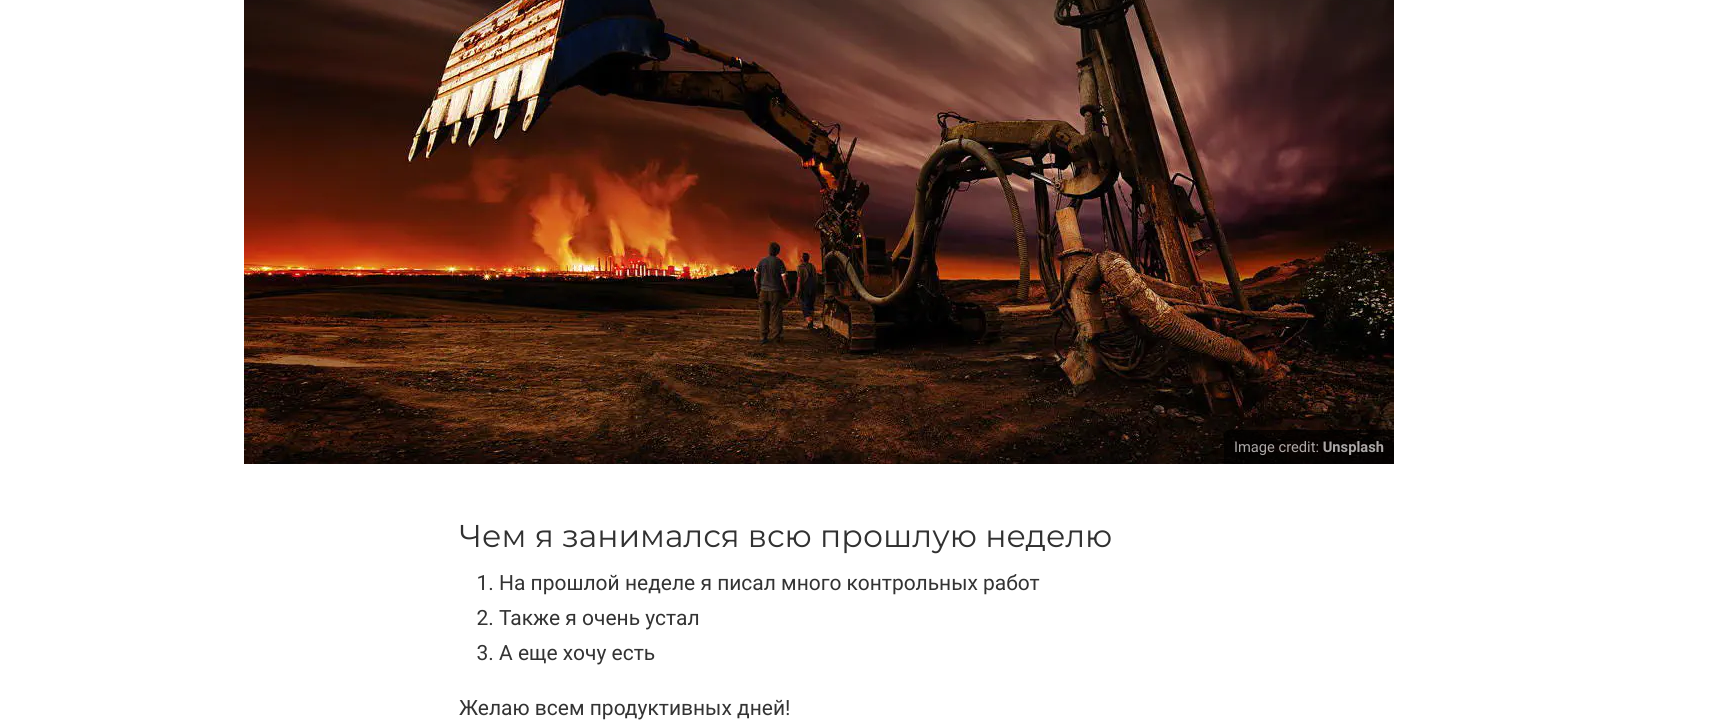 Image credit: Unsplash
Чем я занимался всю прошлую неделю
1. На прошлой неделе я писал много контрольных работ
2. Также я очень устал
3. А еще хочу есть
Желаю всем продуктивных дней!